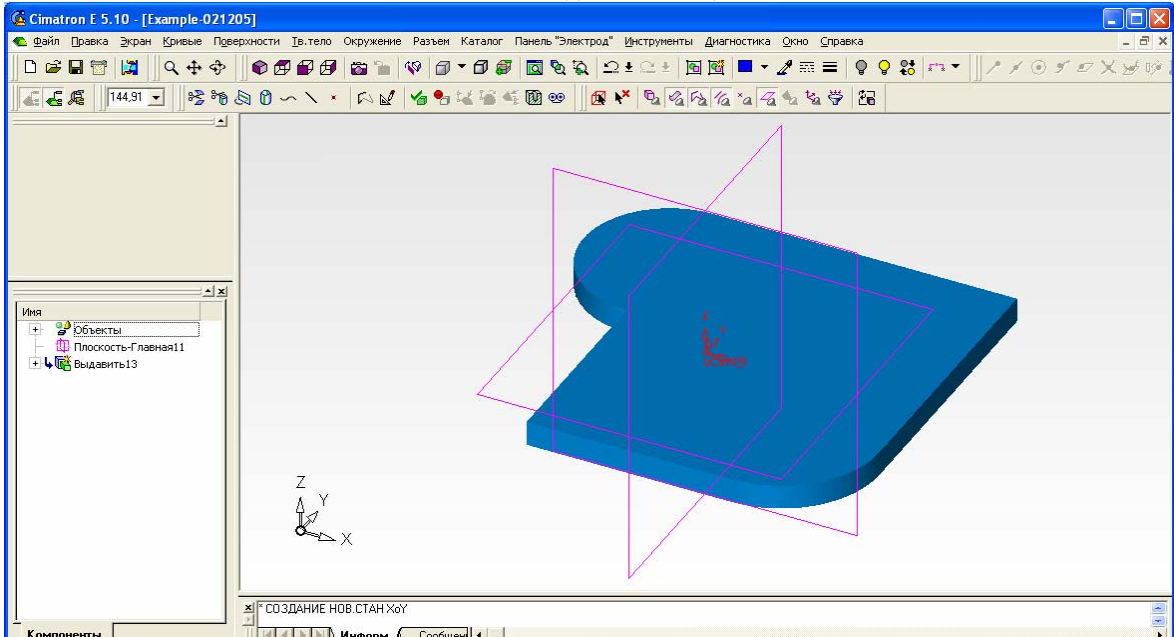 Cimatron E 5.10 - [Example-021205]
Файл Правка Экран Кривые Поверхности Тв.тело Окружение Разъем Каталог Панель "Электрод" Инструменты Диагностика Окно Справка
144,91
Имя
Объекты
Плоскость-Главная11
Выдавить13
Z
Y
X
* СОЗДАНИЕ НОВ.СТАН XoY
Компоненты
Информ.
Сообщен